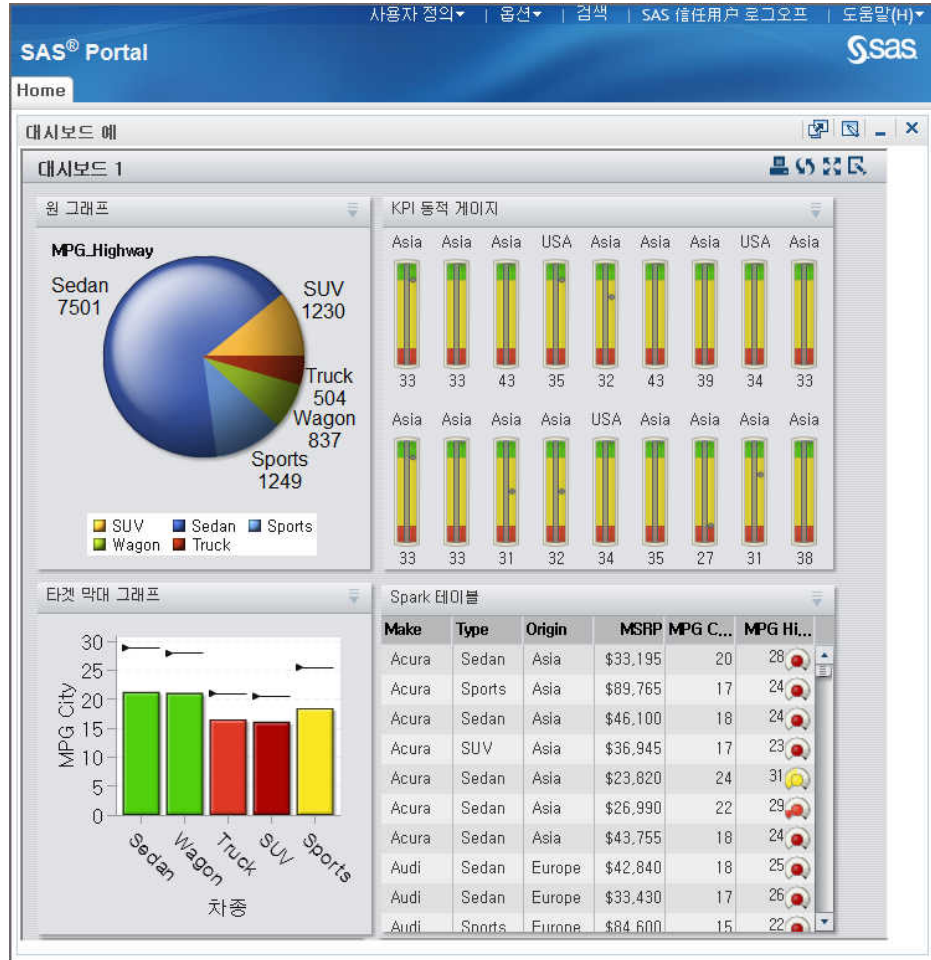 사용자 정의 | 옵션 | 검색 | SAS 信任用户 로그오프 | 도움말(H)
SAS® Portal
sas
Home
대시보드 예
대시보드 1
원 그래프
MPG_Highway
Sedan
7501
SUV
1230
Truck
504
Wagon
837
Sports
1249
SUV Sedan Sports
Wagon Truck
KPI 동적 게이지
Asia Asia Asia USA Asia Asia Asia USA Asia
33 33 43 35 32 43 39 34 33
Asia Asia Asia Asia USA Asia Asia Asia Asia
33 33 31 32 34 35 27 31 38
타겟 막대 그래프
30
25
20
15
10
5
0
MPG City
Sedan Wagon Truck SUV Sports
차종
Spark 테이블
Make Type Origin MSRP MPG C... MPG Hi...
Acura Sedan Asia $33,195 20 28
Acura Sports Asia $89,765 17 24
Acura Sedan Asia $46,100 18 24
Acura SUV Asia $36,945 17 23
Acura Sedan Asia $23,820 24 31
Acura Sedan Asia $26,990 22 29
Acura Sedan Asia $43,755 18 24
Audi Sedan Europe $42,840 18 25
Audi Sedan Europe $33,430 17 26
Audi Sports Europe $84,600 15 22